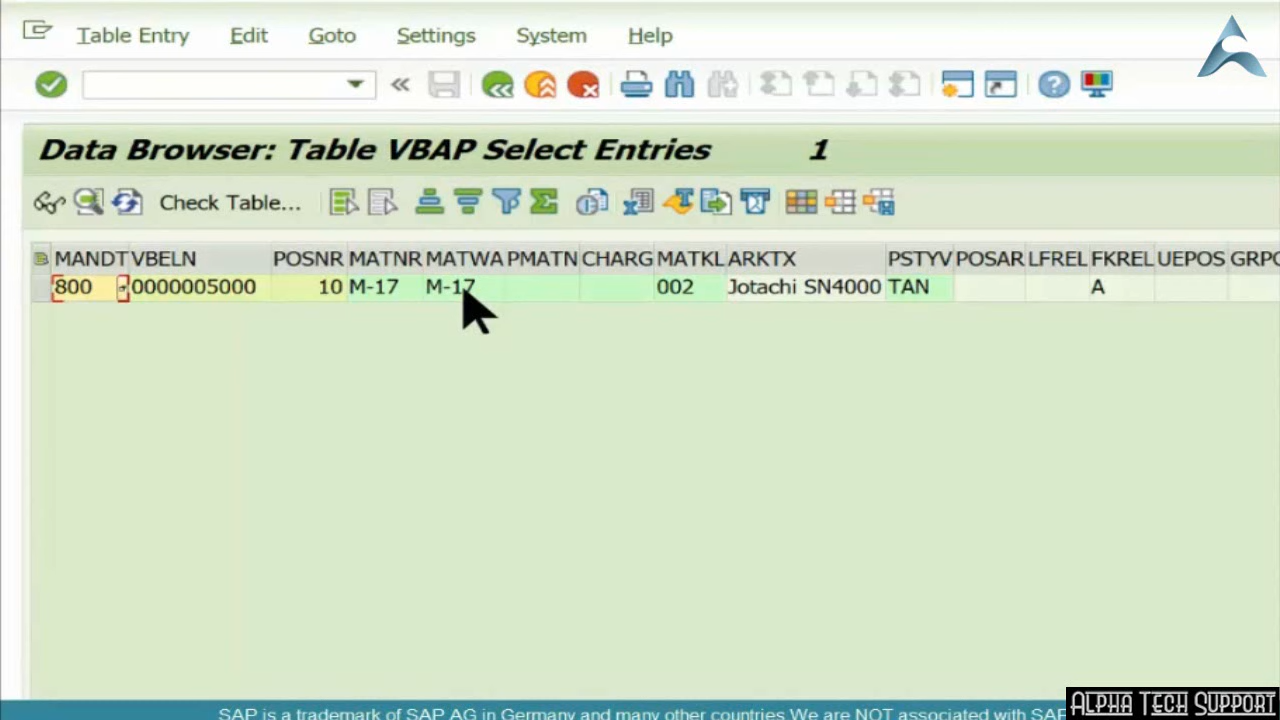 Table Entry Edit Goto Settings System Help
Data Browser: Table VBAP Select Entries 1
Check Table...
MANDT VBELN POSNR MATNR MATWA PMATN CHARG MATKL ARKTX PSTYV POSAR LFREL FKREL UEPOS GRPO
800 0000005000 10 M-17 M-17 002 Jotachi SN4000 TAN A
SAP is a trademark of SAP AG in Germany and many other countries We are NOT associated with SAP
ALPHA TECH SUPPORT